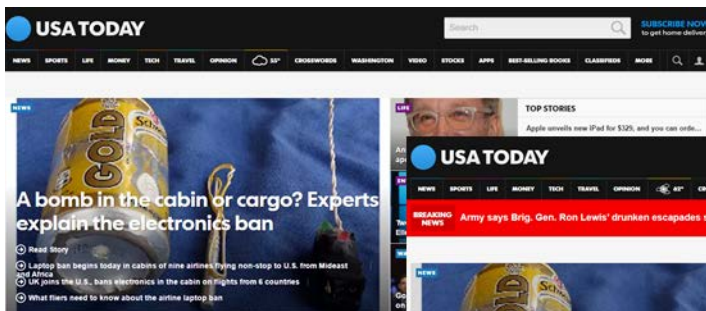 USA TODAY
Search
SUBSCRIBE NOW
to get home deliver
NEWS SPORTS LIFE MONEY TECH TRAVEL OPINION 55° CROSSWORDS WASHINGTON VIDEO STOCKS APPS BEST-SELLING BOOKS CLASSIFIEDS MORE
NEWS
GOLD
Schw
A bomb in the cabin or cargo? Experts
explain the electronics ban
Read Story
Laptop ban begins today in cabins of nine airlines flying non-stop to U.S. from Mideast
and Africa
UK joins the U.S., bans electronics in the cabin on flights from 6 countries
What fliers need to know about the airline laptop ban
LIFE
TOP STORIES
Apple unveils new iPad for $329, and you can orde...
USA TODAY
NEWS SPORTS LIFE MONEY TECH TRAVEL OPINION 62° CR
BREAKING
NEWS
Army says Brig. Gen. Ron Lewis' drunken escapades
NEWS
GOLD
Schw